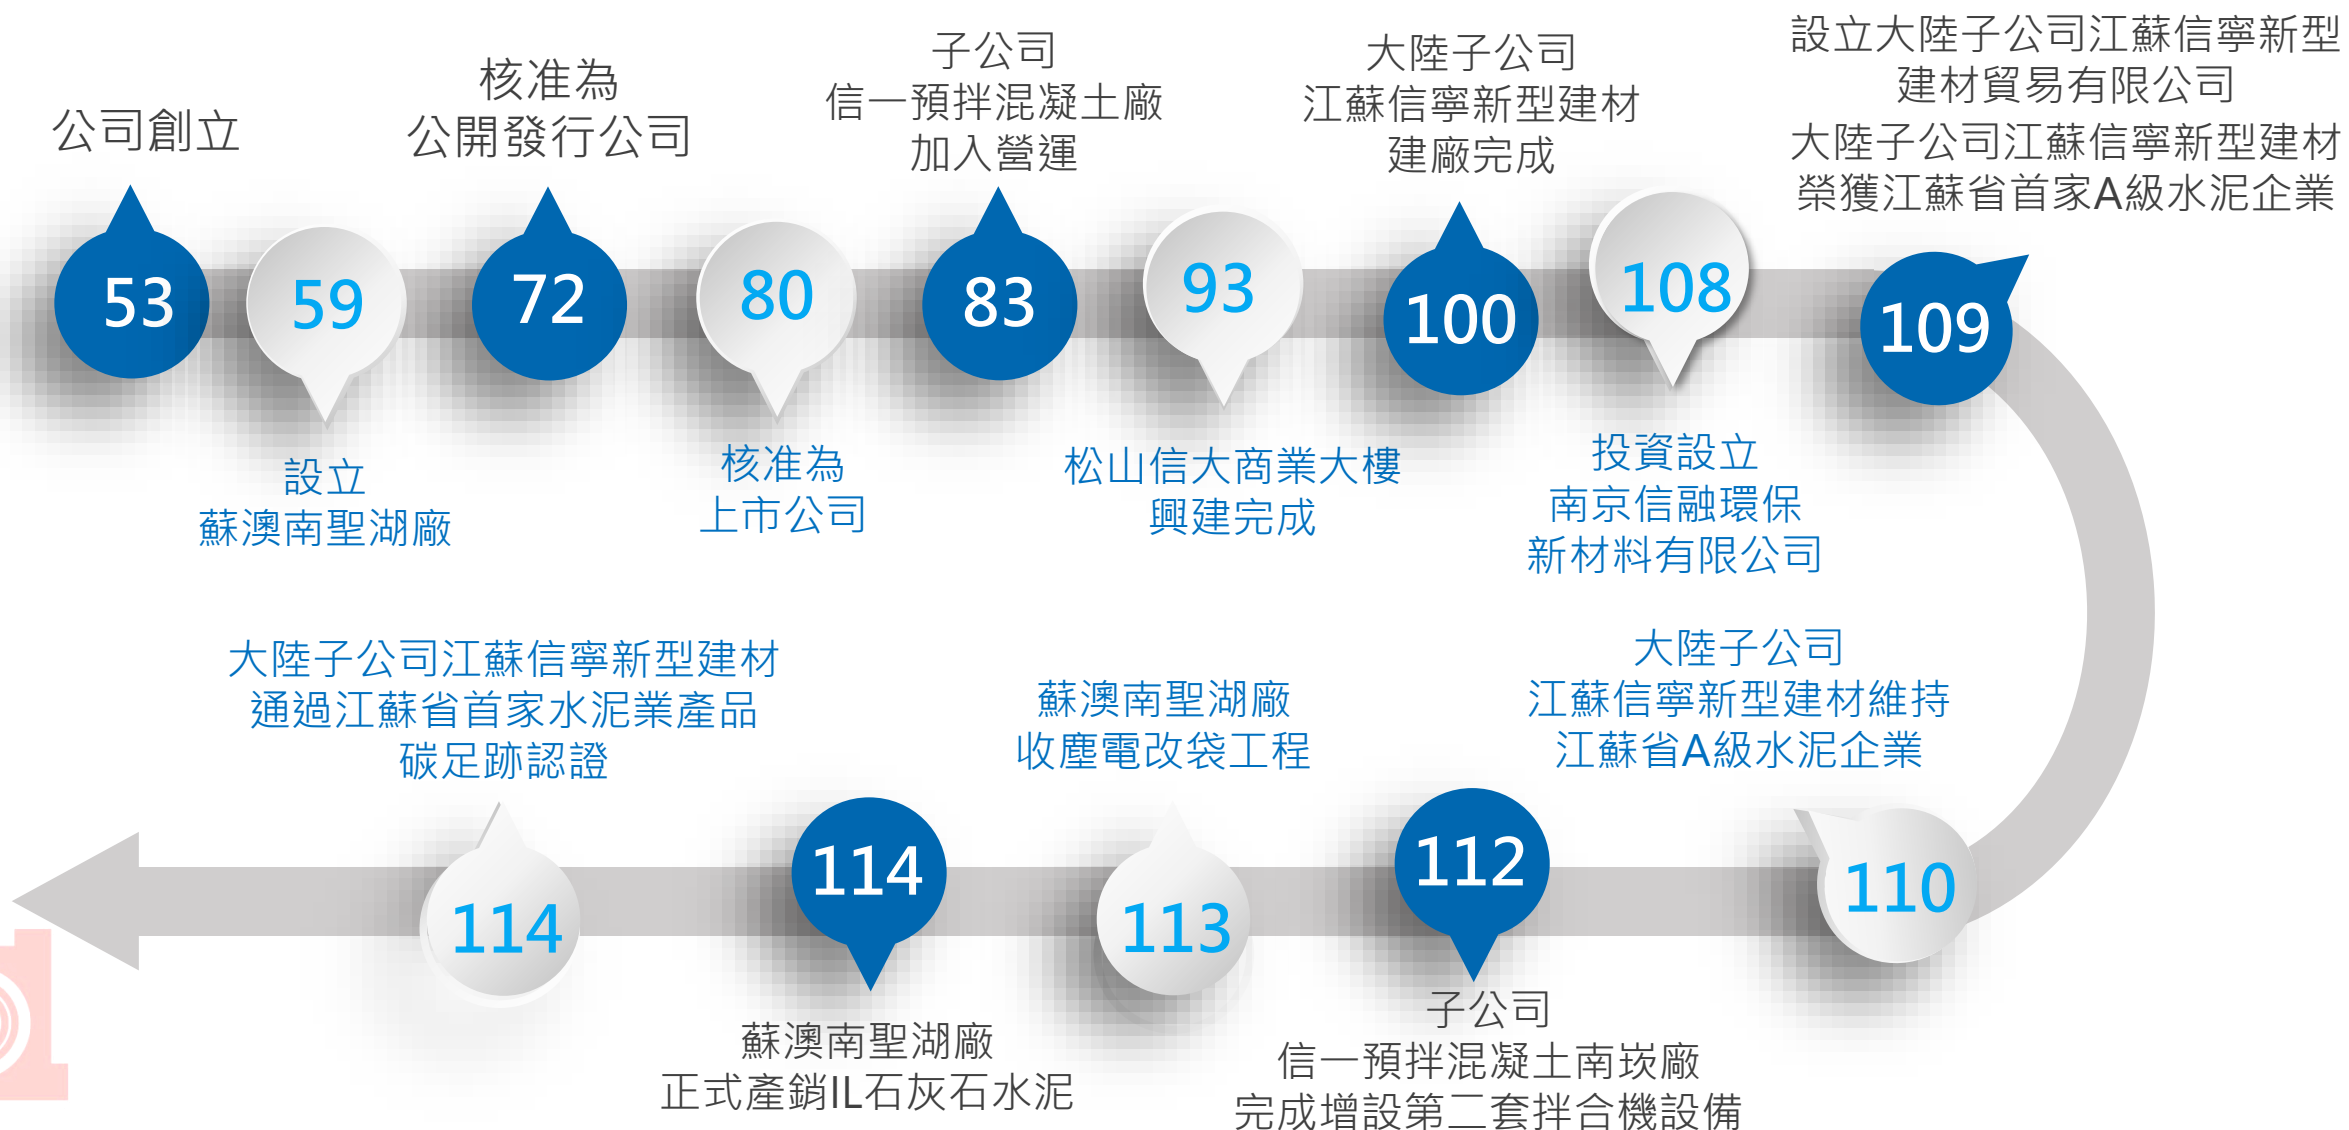 公司創立
53
59
設立
蘇澳南聖湖廠
核准為
公開發行公司
72
80
核准為
上市公司
子公司
信一預拌混凝土廠
加入營運
83
93
松山信大商業大樓
興建完成
大陸子公司
江蘇信寧新型建材
建廠完成
100
108
投資設立
南京信融環保
新材料有限公司
設立大陸子公司江蘇信寧新型
建材貿易有限公司
大陸子公司江蘇信寧新型建材
榮獲江蘇省首家A級水泥企業
109
大陸子公司
江蘇信寧新型建材維持
江蘇省A級水泥企業
110
112
子公司
信一預拌混凝土南崁廠
完成增設第二套拌合機設備
蘇澳南聖湖廠
收塵電改袋工程
113
114
蘇澳南聖湖廠
正式產銷IL石灰石水泥
大陸子公司江蘇信寧新型建材
通過江蘇省首家水泥業產品
碳足跡認證
114